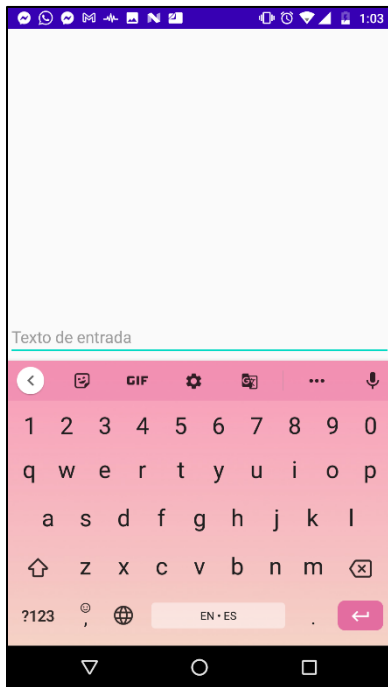 1:03
Texto de entrada
GIF
1 2 3 4 5 6 7 8 9 0
q w e r t y u i o p
a s d f g h j k l
z x c v b n m
?123 , EN • ES .